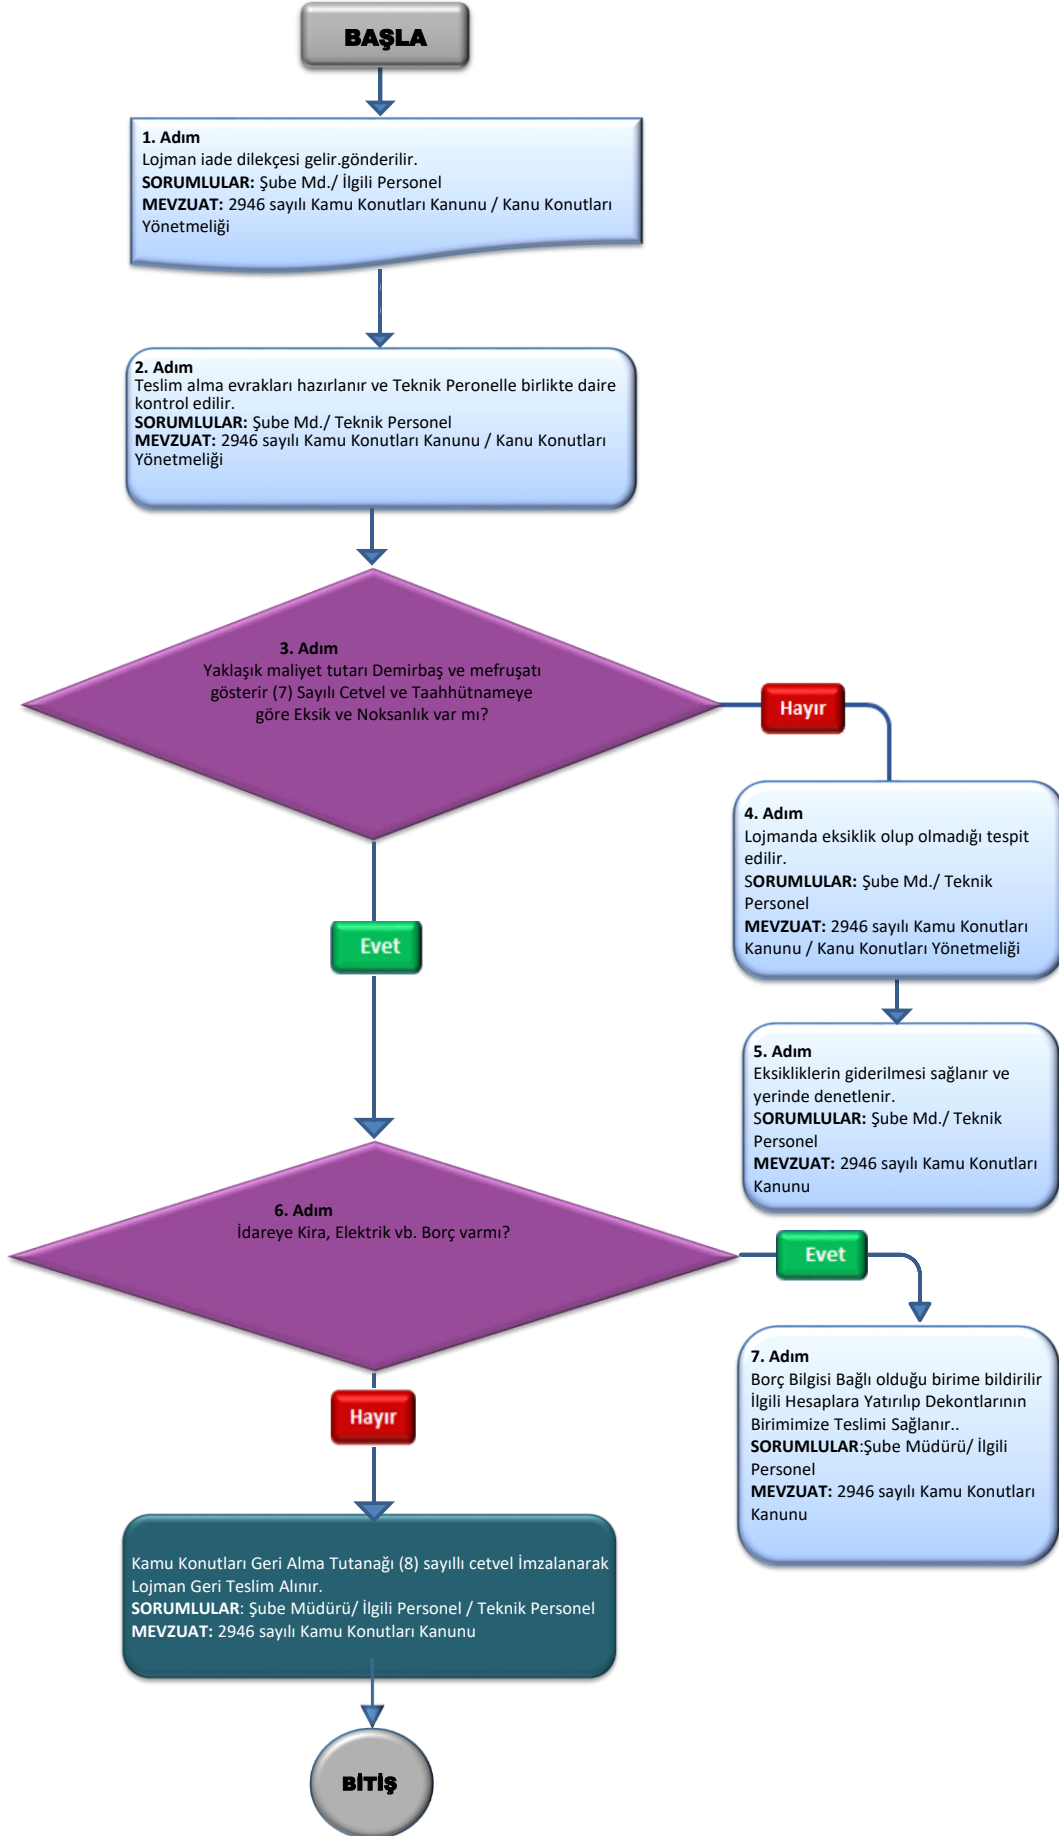 BAŞLA
1. Adım
Lojman iade dilekçesi gelir.gönderilir.
SORUMLULAR: Şube Md./ İlgili Personel
MEVZUAT: 2946 sayılı Kamu Konutları Kanunu / Kanu Konutları
Yönetmeliği
2. Adım
Teslim alma evrakları hazırlanır ve Teknik Peronelle birlikte daire
kontrol edilir.
SORUMLULAR: Şube Md./ Teknik Personel
MEVZUAT: 2946 sayılı Kamu Konutları Kanunu / Kanu Konutları
Yönetmeliği
3. Adım
Yaklaşık maliyet tutarı Demirbaş ve mefruşatı
gösterir (7) Sayılı Cetvel ve Taahhütnameye
göre Eksik ve Noksanlık var mı?
Hayır
4. Adım
Lojmanda eksiklik olup olmadığı tespit
edilir.
SORUMLULAR: Şube Md./ Teknik
Personel
MEVZUAT: 2946 sayılı Kamu Konutları
Kanunu / Kanu Konutları Yönetmeliği
Evet
5. Adım
Eksikliklerin giderilmesi sağlanır ve
yerinde denetlenir.
SORUMLULAR: Şube Md./ Teknik
Personel
MEVZUAT: 2946 sayılı Kamu Konutları
Kanunu
6. Adım
İdareye Kira, Elektrik vb. Borç varmı?
Evet
7. Adım
Borç Bilgisi Bağlı olduğu birime bildirilir
İlgili Hesaplara Yatırılıp Dekontlarının
Birimimize Teslimi Sağlanır..
SORUMLULAR:Şube Müdürü/ İlgili
Personel
MEVZUAT: 2946 sayılı Kamu Konutları
Kanunu
Hayır
Kamu Konutları Geri Alma Tutanağı (8) sayıllı cetvel İmzalanarak
Lojman Geri Teslim Alınır.
SORUMLULAR: Şube Müdürü/ İlgili Personel / Teknik Personel
MEVZUAT: 2946 sayılı Kamu Konutları Kanunu
BİTİŞ